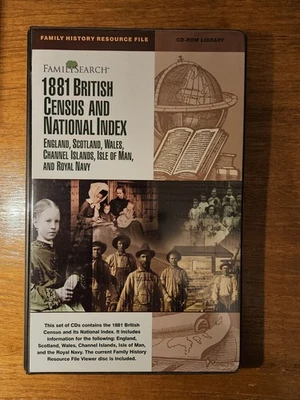 FAMILY HISTORY RESOURCE FILE CD-ROM LIBRARY
FAMILYSEARCH™
1881 BRITISH
CENSUS AND
NATIONAL INDEX
ENGLAND, SCOTLAND, WALES,
CHANNEL ISLANDS, ISLE OF MAN,
AND ROYAL NAVY
This set of CDs contains the 1881 British
Census and its National Index. It includes
information for the following: England,
Scotland, Wales, Channel Islands, Isle of Man,
and the Royal Navy. The current Family History
Resource File Viewer disc is included.